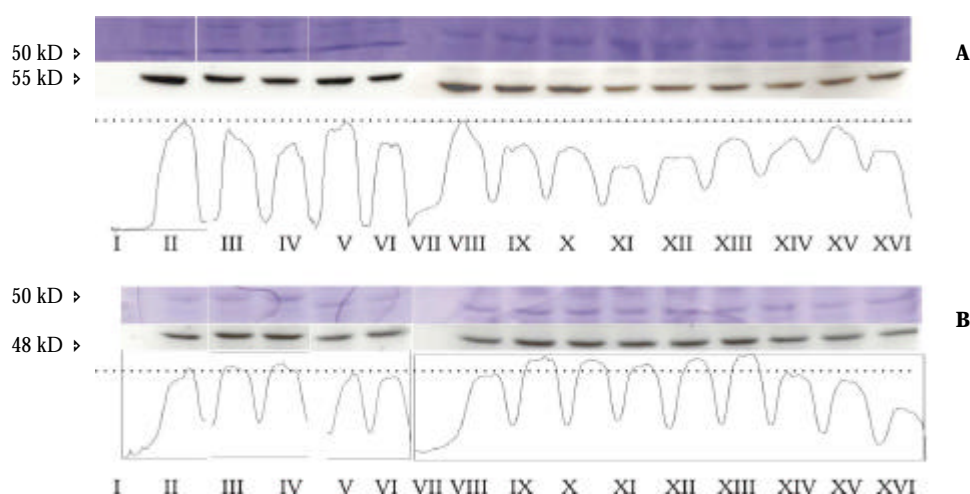 A
50 kD ▹
55 kD ▹
I II III IV V VI VII VIII IX X XI XII XIII XIV XV XVI
50 kD ▹
B
48 kD ▹
I II III IV V VI VII VIII IX X XI XII XIII XIV XV XVI